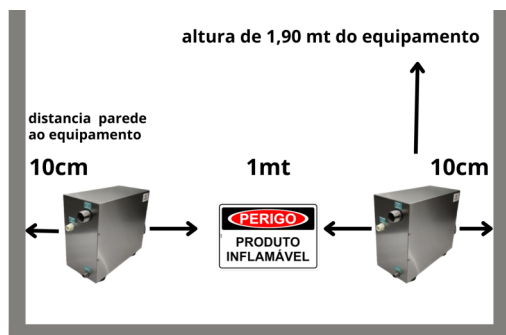 altura de 1,90 mt do equipamento
distancia parede
ao equipamento
10cm
1mt
10cm
PERIGO
PRODUTO
INFLAMÁVEL